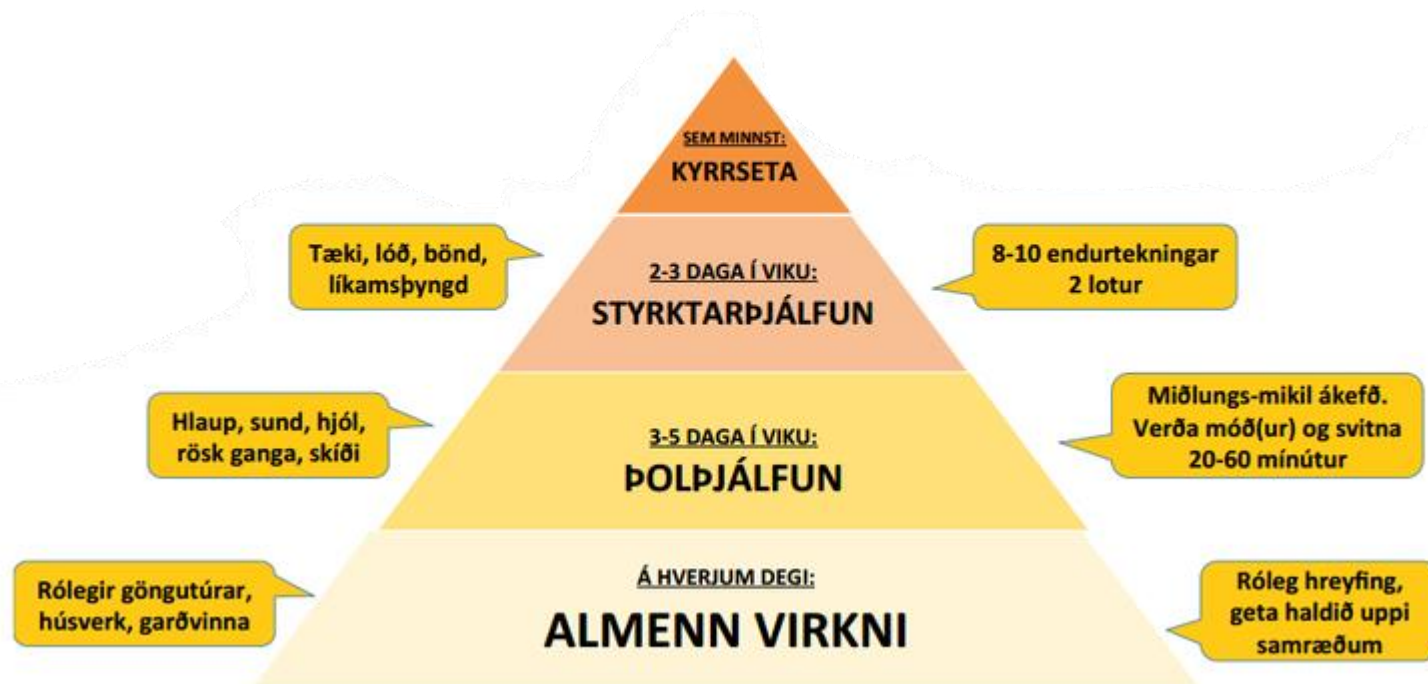 SEM MINNST:
KYRRSETA
Tæki, lóð, bönd,
líkamsþyngd
2-3 DAGA Í VIKU:
STYRKTARÞJÁLFUN
8-10 endurtekningar
2 lotur
Hlaup, sund, hjól,
rösk ganga, skíði
3-5 DAGA Í VIKU:
ÞOLÞJÁLFUN
Miðlungs-mikil ákefð.
Verða móð(ur) og svitna
20-60 mínútur
Rólegir göngutúrar,
húsverk, garðvinna
Á HVERJUM DEGI:
ALMENN VIRKNI
Róleg hreyfing,
geta haldið uppi
samræðum